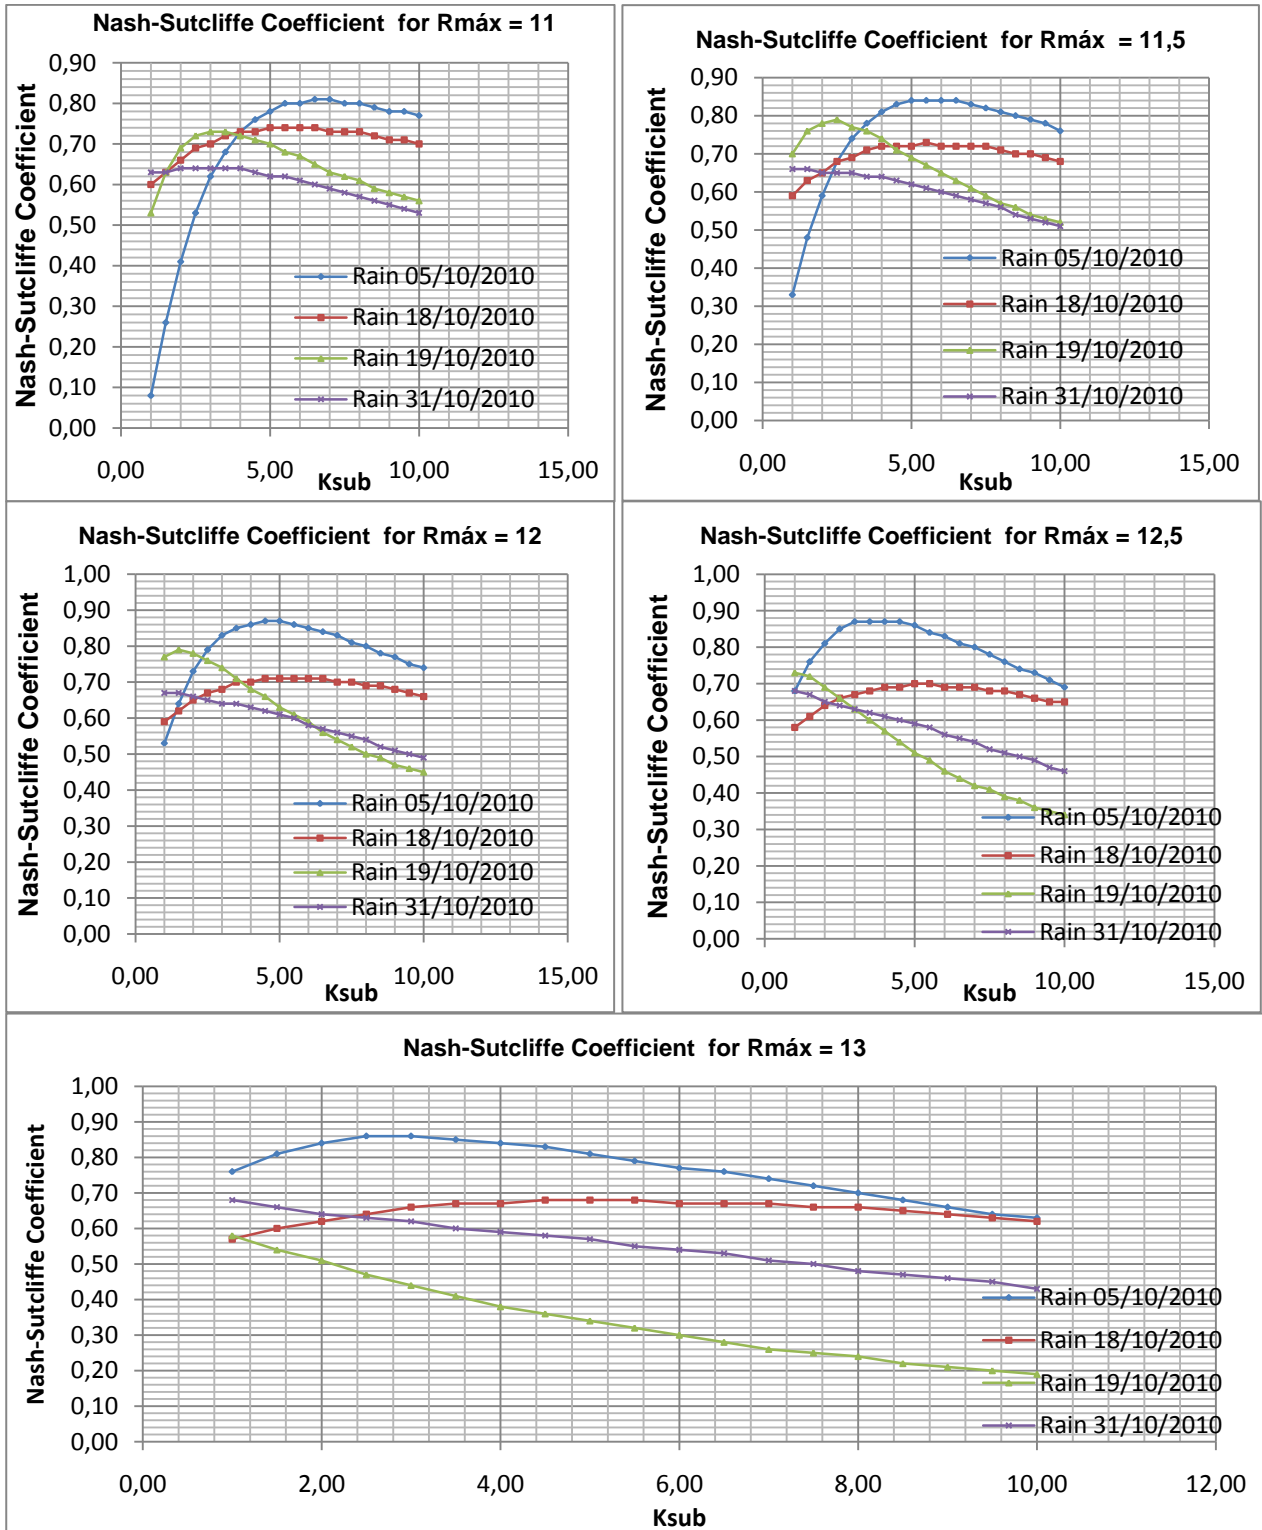 Nash-Sutcliffe Coefficient for Rmáx = 11
Nash-Sutcliffe Coefficient
0,90
0,80
0,70
0,60
0,50
0,40
0,30
0,20
0,10
0,00
Rain 05/10/2010
Rain 18/10/2010
Rain 19/10/2010
Rain 31/10/2010
0,00 5,00 10,00 15,00
Ksub
Nash-Sutcliffe Coefficient for Rmáx = 11,5
Nash-Sutcliffe Coefficient
0,90
0,80
0,70
0,60
0,50
0,40
0,30
0,20
0,10
0,00
Rain 05/10/2010
Rain 18/10/2010
Rain 19/10/2010
Rain 31/10/2010
0,00 5,00 10,00 15,00
Ksub
Nash-Sutcliffe Coefficient for Rmáx = 12
Nash-Sutcliffe Coefficient
1,00
0,90
0,80
0,70
0,60
0,50
0,40
0,30
0,20
0,10
0,00
Rain 05/10/2010
Rain 18/10/2010
Rain 19/10/2010
Rain 31/10/2010
0,00 5,00 10,00 15,00
Ksub
Nash-Sutcliffe Coefficient for Rmáx = 12,5
Nash-Sutcliffe Coefficient
1,00
0,90
0,80
0,70
0,60
0,50
0,40
0,30
0,20
0,10
0,00
Rain 05/10/2010
Rain 18/10/2010
Rain 19/10/2010
Rain 31/10/2010
0,00 5,00 10,00 15,00
Ksub
Nash-Sutcliffe Coefficient for Rmáx = 13
Nash-Sutcliffe Coefficient
1,00
0,90
0,80
0,70
0,60
0,50
0,40
0,30
0,20
0,10
0,00
Rain 05/10/2010
Rain 18/10/2010
Rain 19/10/2010
Rain 31/10/2010
0,00 2,00 4,00 6,00 8,00 10,00 12,00
Ksub